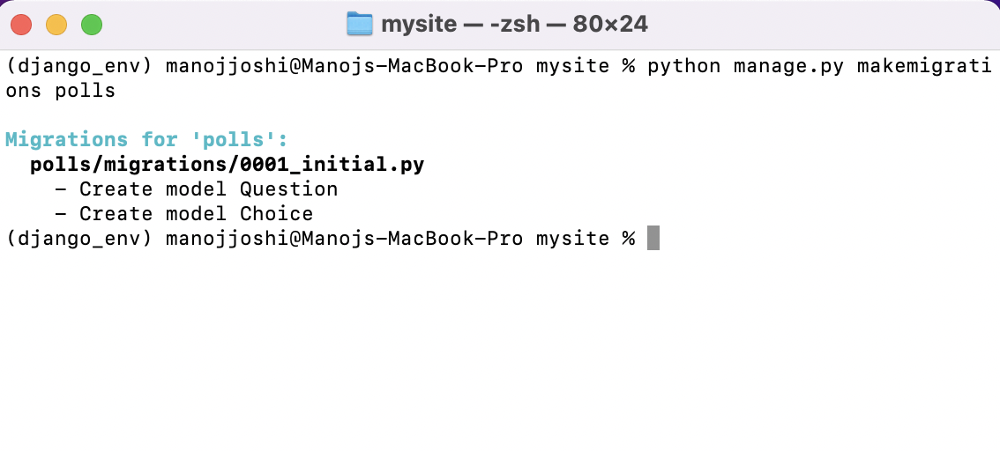 mysite — -zsh — 80×24
(django_env) manojjoshi@Manojs-MacBook-Pro mysite % python manage.py makemigrati
ons polls
Migrations for 'polls':
polls/migrations/0001_initial.py
- Create model Question
- Create model Choice
(django_env) manojjoshi@Manojs-MacBook-Pro mysite %